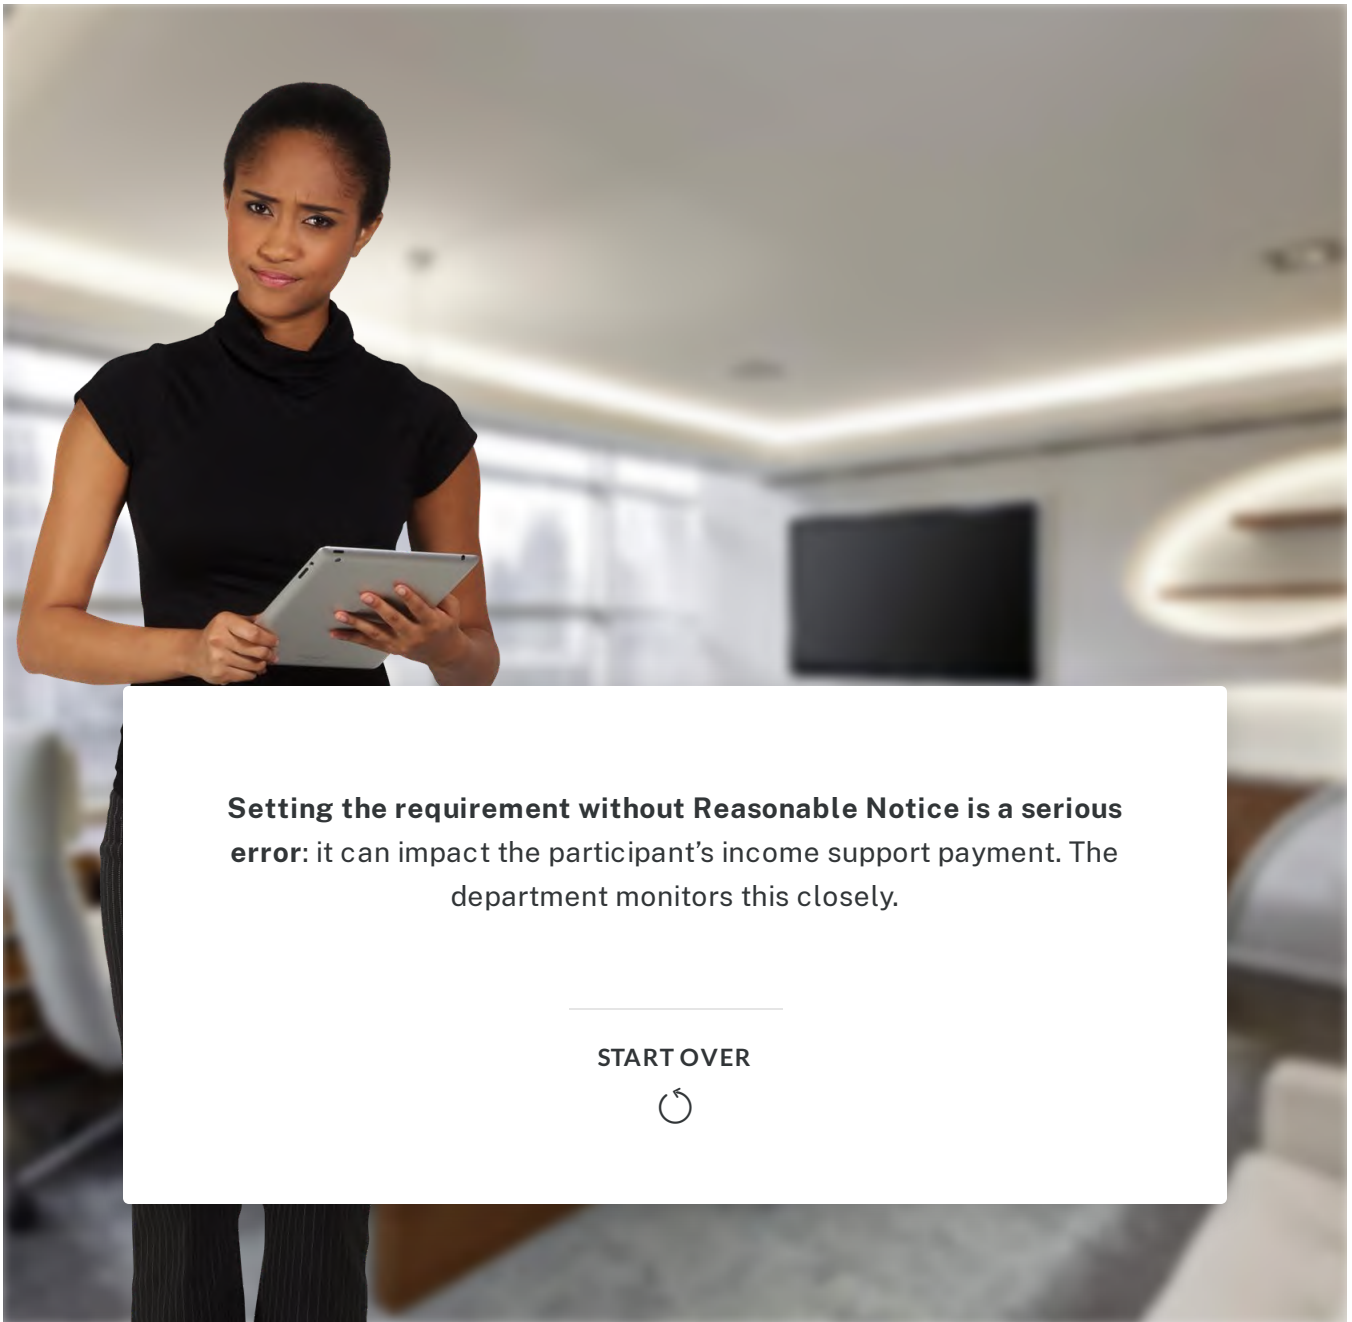 Setting the requirement without Reasonable Notice is a serious
error: it can impact the participant’s income support payment. The
department monitors this closely.
START OVER